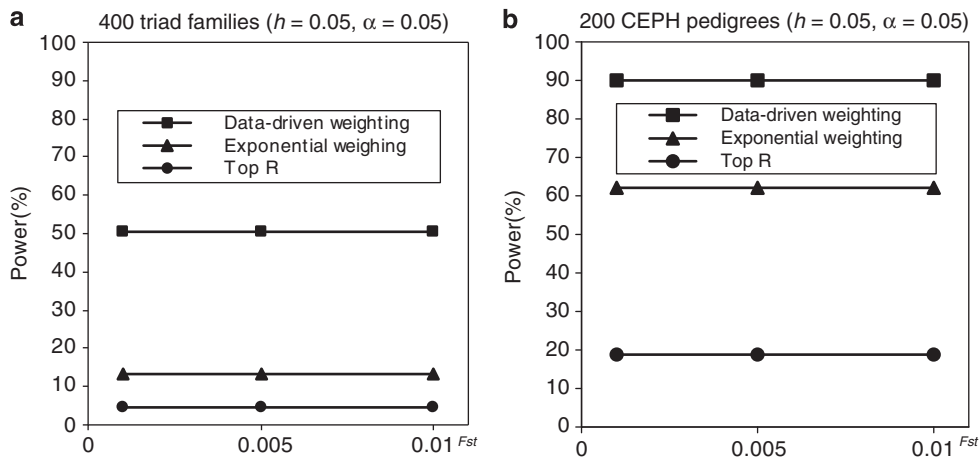 a 400 triad families (h = 0.05, α = 0.05)
Power(%)
100
90
80
70
60
50
40
30
20
10
0
Data-driven weighting
Exponential weighing
Top R
0 0.005 0.01 Fst
b 200 CEPH pedigrees (h = 0.05, α = 0.05)
Power(%)
100
90
80
70
60
50
40
30
20
10
0
Data-driven weighting
Exponential weighting
Top R
0 0.005 0.01 Fst